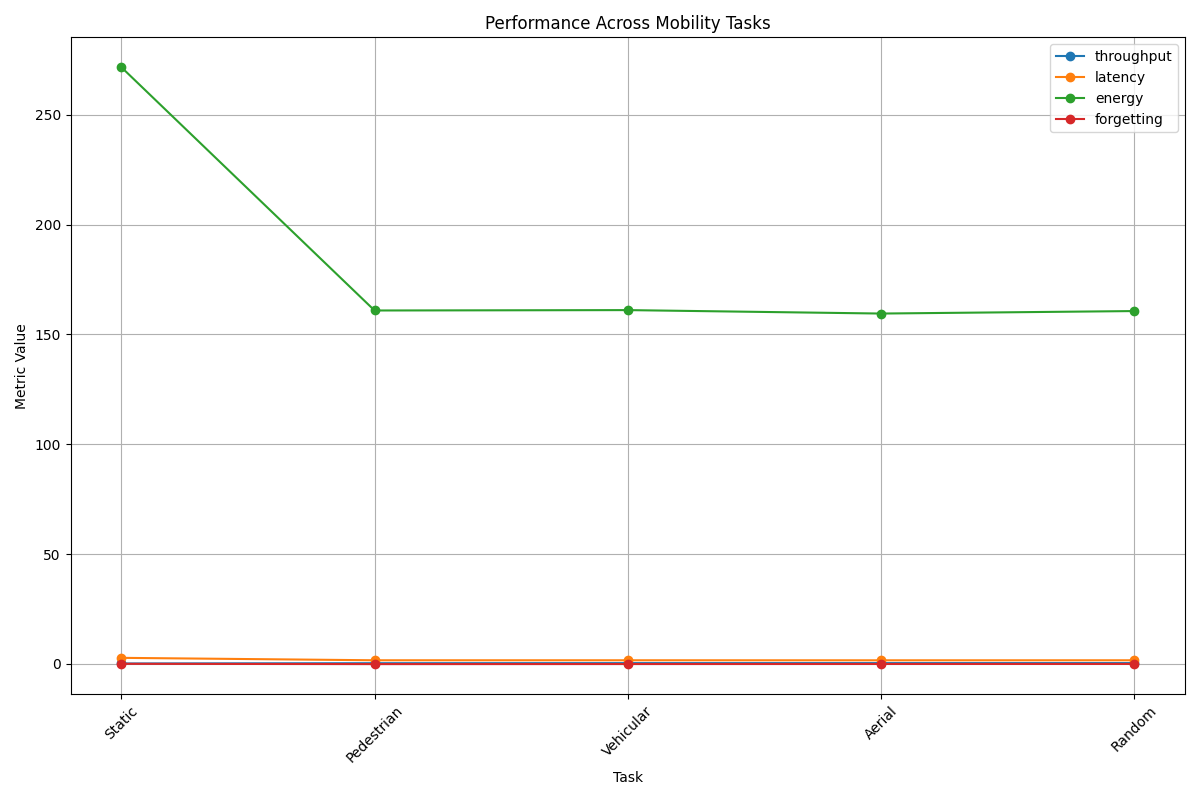 Performance Across Mobility Tasks
throughput
latency
energy
forgetting
Metric Value
250
200
150
100
50
0
Static
Pedestrian
Vehicular
Aerial
Random
Task